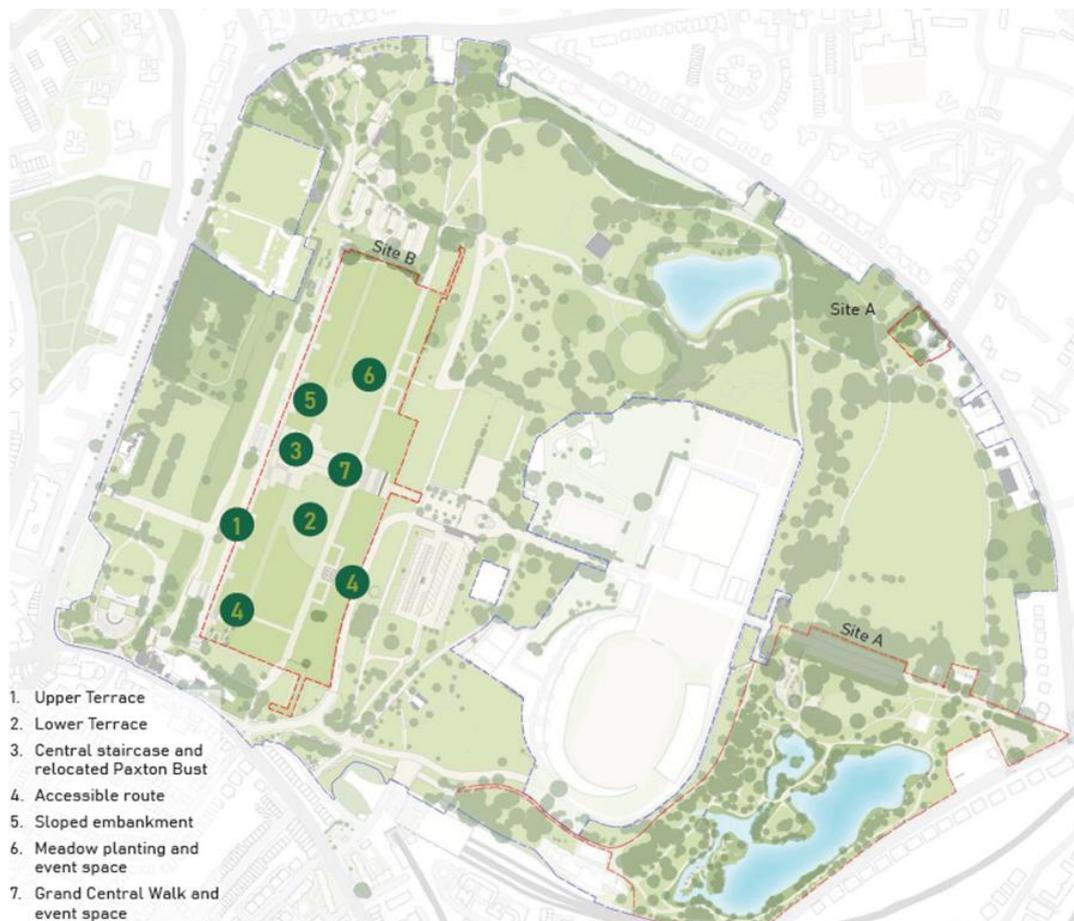 Site B
Site A
6
5
3
7
2
1
4
4
Site A
1. Upper Terrace
2. Lower Terrace
3. Central staircase and
relocated Paxton Bust
4. Accessible route
5. Sloped embankment
6. Meadow planting and
event space
7. Grand Central Walk and
event space